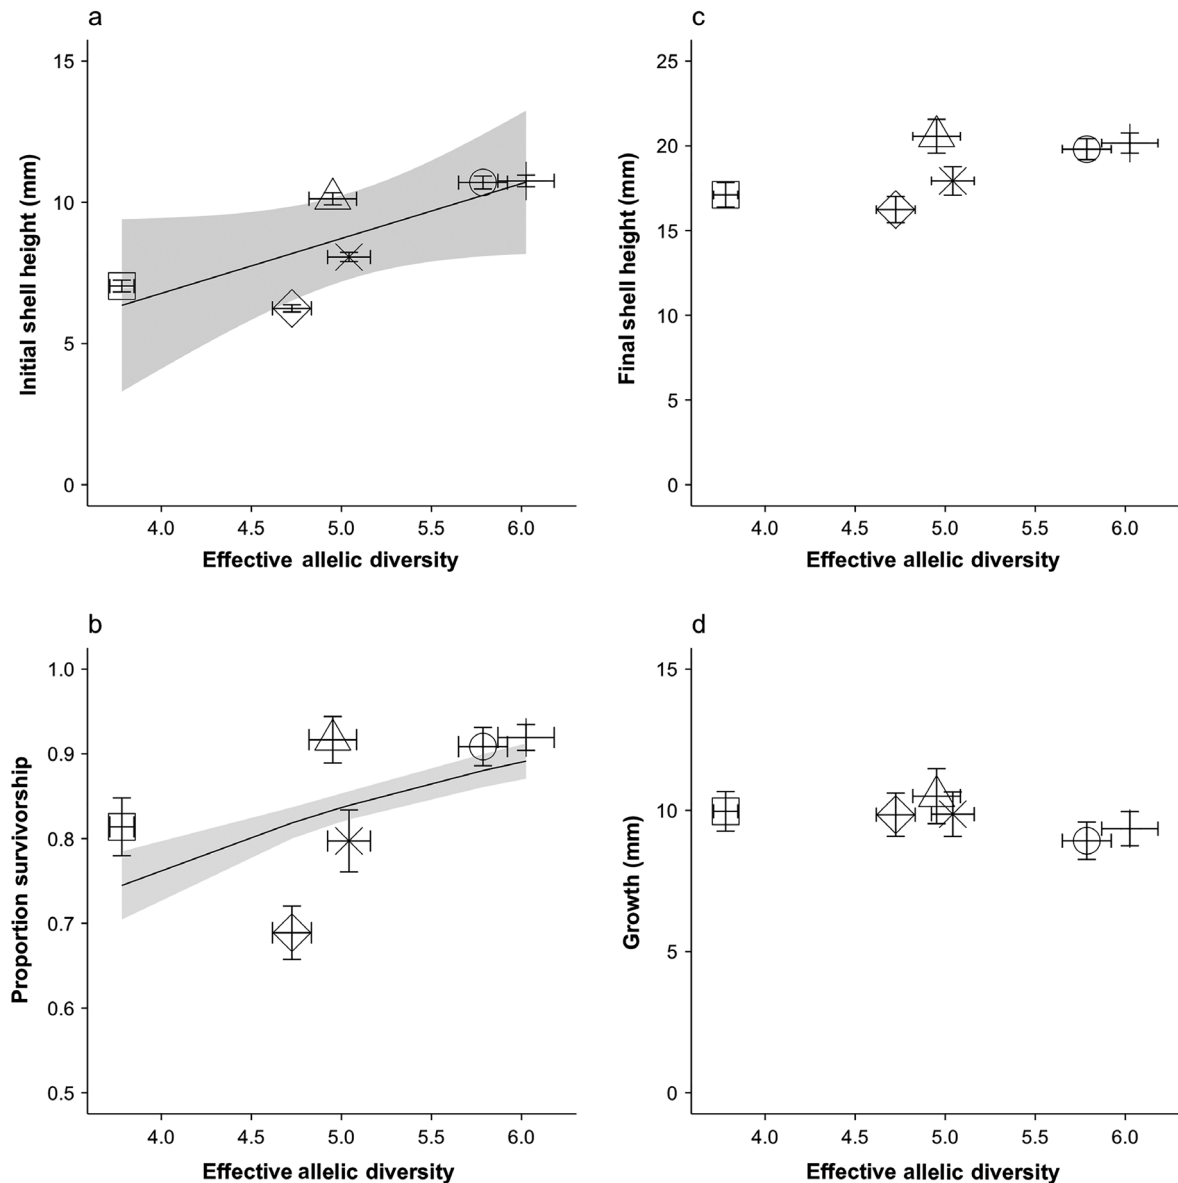 a
15
10
5
0
Initial shell height (mm)
4.0 4.5 5.0 5.5 6.0
Effective allelic diversity
c
25
20
15
10
5
0
Final shell height (mm)
4.0 4.5 5.0 5.5 6.0
Effective allelic diversity
b
1.0
0.9
0.8
0.7
0.6
0.5
Proportion survivorship
4.0 4.5 5.0 5.5 6.0
Effective allelic diversity
d
15
10
5
0
Growth (mm)
4.0 4.5 5.0 5.5 6.0
Effective allelic diversity